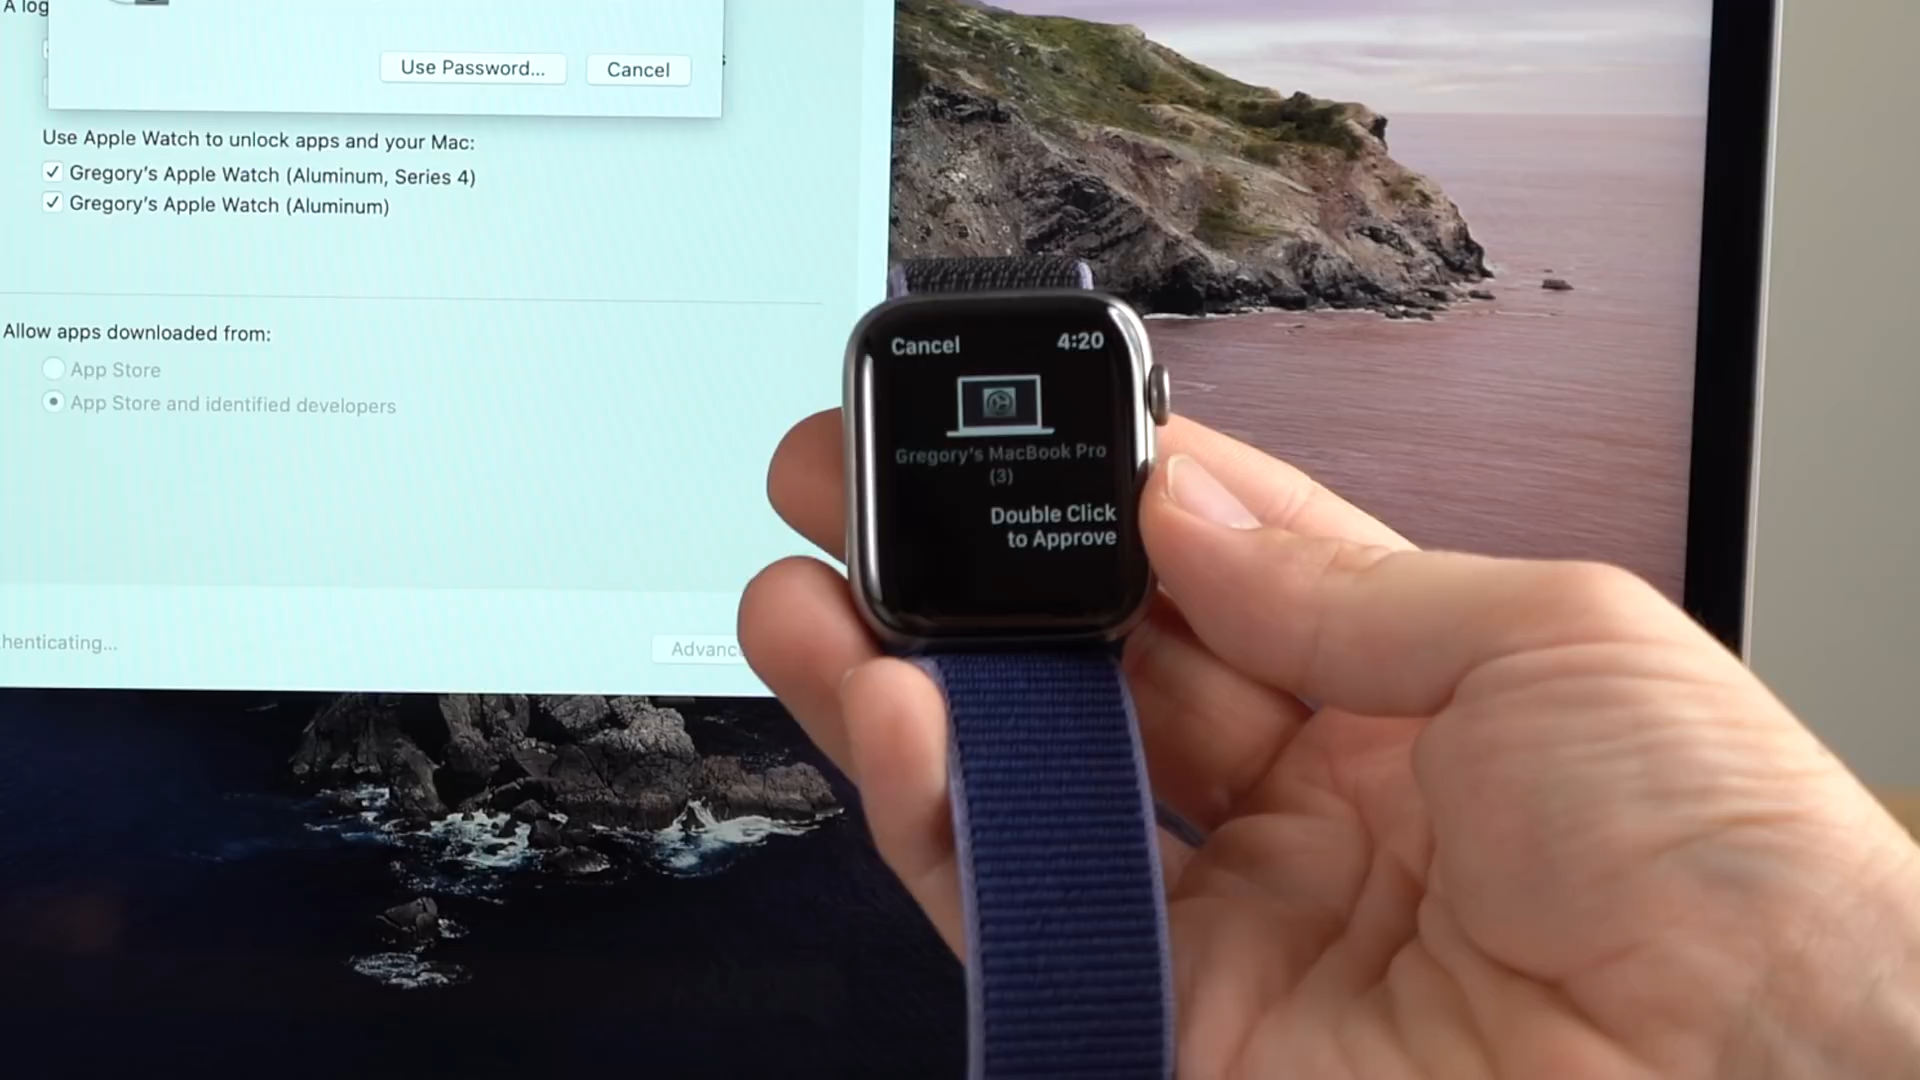 A log
Use Password...
Cancel
Use Apple Watch to unlock apps and your Mac:
Gregory's Apple Watch (Aluminum, Series 4)
Gregory's Apple Watch (Aluminum)
Allow apps downloaded from:
App Store
App Store and identified developers
henticating...
Advanc
Cancel
4:20
Gregory's MacBook Pro
(3)
Double Click
to Approve